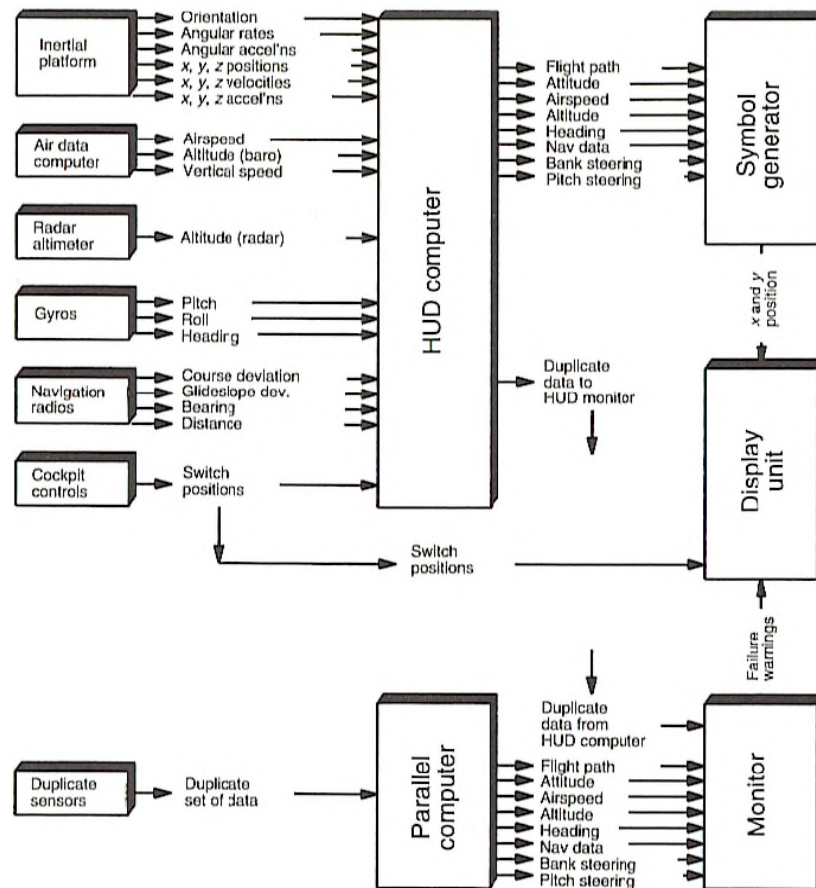 Inertial
platform
Orientation
Angular rates
Angular accel'ns
x, y, z positions
x, y, z velocities
x, y, z accel'ns
Air data
computer
Airspeed
Altitude (baro)
Vertical speed
Radar
altimeter
Altitude (radar)
Gyros
Pitch
Roll
Heading
Navigation
radios
Course deviation
Glideslope dev.
Bearing
Distance
Cockpit
controls
Switch
positions
HUD computer
Flight path
Attitude
Airspeed
Altitude
Heading
Nav data
Bank steering
Pitch steering
Symbol
generator
x and y
position
Duplicate
data to
HUD monitor
Display
unit
Switch
positions
Failure
warnings
Duplicate
sensors
Duplicate
set of data
Parallel
computer
Duplicate
data from
HUD computer
Flight path
Attitude
Airspeed
Altitude
Heading
Nav data
Bank steering
Pitch steering
Monitor